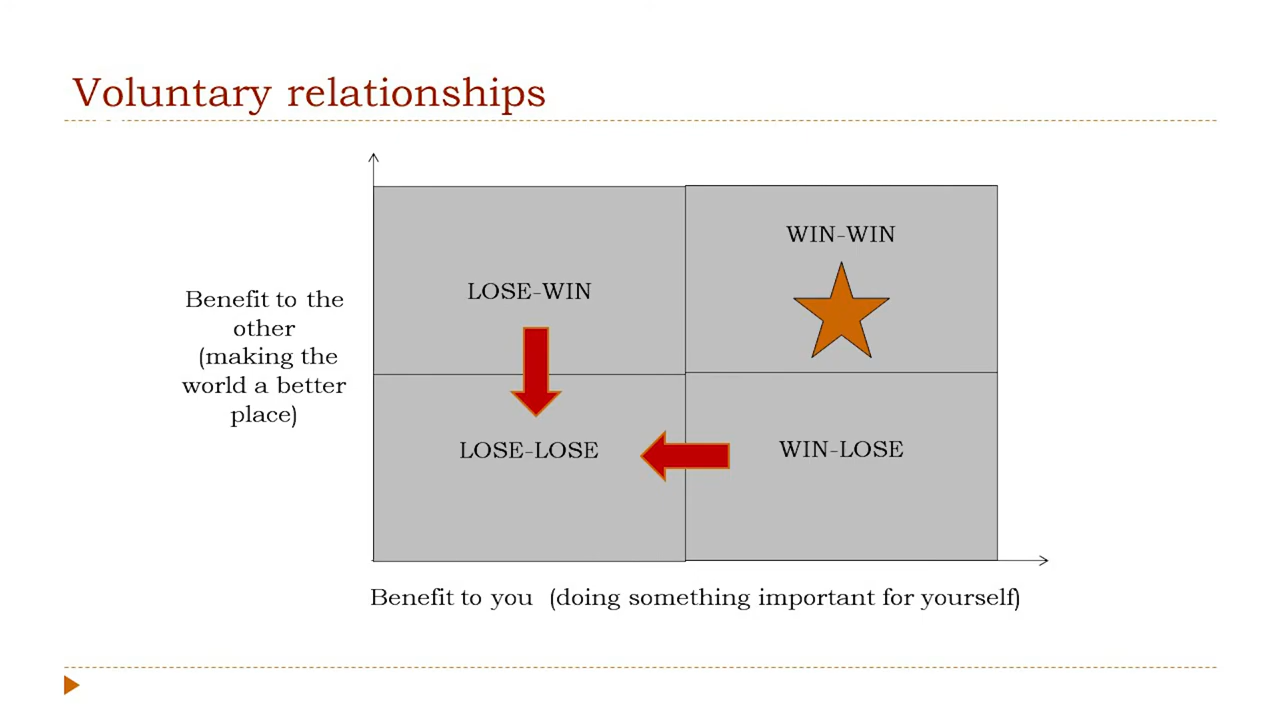 Voluntary relationships
WIN-WIN
LOSE-WIN
Benefit to the
other
(making the
world a better
place)
LOSE-LOSE
WIN-LOSE
Benefit to you (doing something important for yourself)